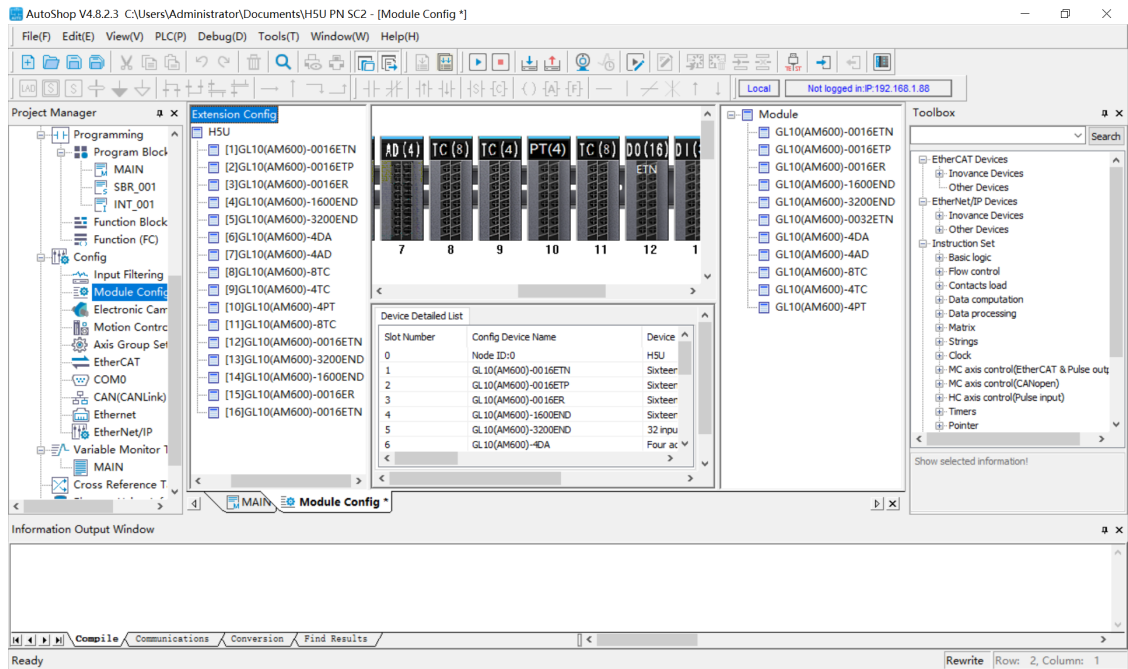 AutoShop V4.8.2.3 C:\Users\Administrator\Documents\H5U PN SC2 - [Module Config *]
File(F) Edit(E) View(V) PLC(P) Debug(D) Tools(T) Window(W) Help(H)
Local Not logged in:IP:192.168.1.88
Project Manager
Programming
Program Block
MAIN
SBR_001
INT_001
Function Block
Function (FC)
Config
Input Filtering
Module Config
Electronic Cam
Motion Contrc
Axis Group Set
EtherCAT
COM0
CAN(CANLink)
Ethernet
EtherNet/IP
Variable Monitor T
MAIN
Cross Reference T
Extension Config
H5U
[1]GL10(AM600)-0016ETN
[2]GL10(AM600)-0016ETP
[3]GL10(AM600)-0016ER
[4]GL10(AM600)-1600END
[5]GL10(AM600)-3200END
[6]GL10(AM600)-4DA
[7]GL10(AM600)-4AD
[8]GL10(AM600)-8TC
[9]GL10(AM600)-4TC
[10]GL10(AM600)-4PT
[11]GL10(AM600)-8TC
[12]GL10(AM600)-0016ETN
[13]GL10(AM600)-3200END
[14]GL10(AM600)-1600END
[15]GL10(AM600)-0016ER
[16]GL10(AM600)-0016ETN
AD(4) TC(8) TC(4) PT(4) TC(8) DO(16) DI(
ETN
7 8 9 10 11 12 1
Device Detailed List
Slot Number Config Device Name Device
0 Node ID:0 H5U
1 GL10(AM600)-0016ETN Sixteer
2 GL10(AM600)-0016ETP Sixteer
3 GL10(AM600)-0016ER Sixteer
4 GL10(AM600)-1600END Sixteer
5 GL10(AM600)-3200END 32 inpu
6 GL10(AM600)-4DA Four ac
Module
GL10(AM600)-0016ETN
GL10(AM600)-0016ETP
GL10(AM600)-0016ER
GL10(AM600)-1600END
GL10(AM600)-3200END
GL10(AM600)-0032ETN
GL10(AM600)-4DA
GL10(AM600)-4AD
GL10(AM600)-8TC
GL10(AM600)-4TC
GL10(AM600)-4PT
Toolbox
Search
EtherCAT Devices
Inovance Devices
Other Devices
EtherNet/IP Devices
Inovance Devices
Other Devices
Instruction Set
Basic logic
Flow control
Contacts load
Data computation
Data processing
Matrix
Strings
Clock
MC axis control(EtherCAT & Pulse outp
MC axis control(CANopen)
HC axis control(Pulse input)
Timers
Pointer
Show selected information!
MAIN Module Config *
Information Output Window
Compile Communications Conversion Find Results
Ready Rewrite Row: 2, Column: 1